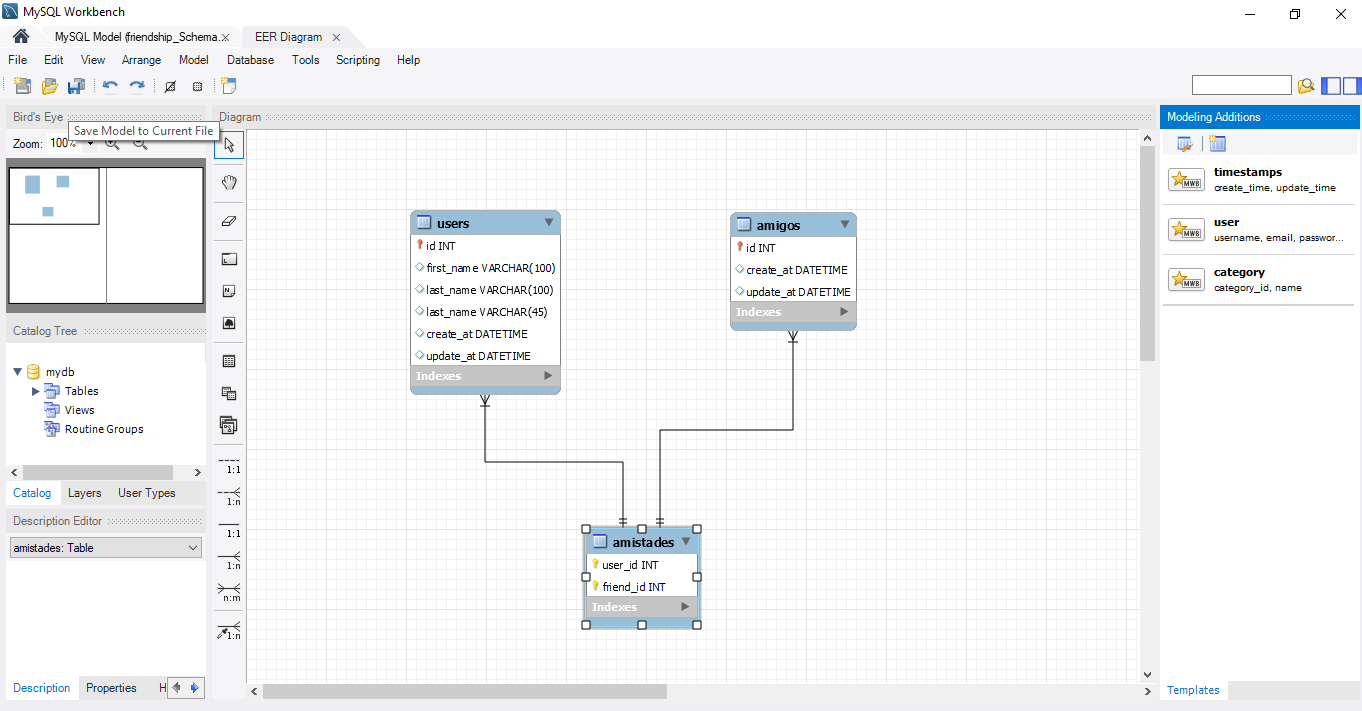 MySQL Workbench
MySQL Model (friendship_Schema.
EER Diagram
File Edit View Arrange Model Database Tools Scripting Help
Bird's Eye
Save Model to Current File
Diagram
Modeling Additions
Zoom: 100%
timestamps
create_time, update_time
user
username, email, passwor...
category
category_id, name
users
id INT
first_name VARCHAR(100)
last_name VARCHAR(100)
last_name VARCHAR(45)
create_at DATETIME
update_at DATETIME
Indexes
amigos
id INT
create_at DATETIME
update_at DATETIME
Indexes
Catalog Tree
mydb
Tables
Views
Routine Groups
Catalog Layers User Types
Description Editor
amistades: Table
1:1
1:n
1:1
1:n
n:m
1:n
amistades
user_id INT
friend_id INT
Indexes
Description Properties H
Templates